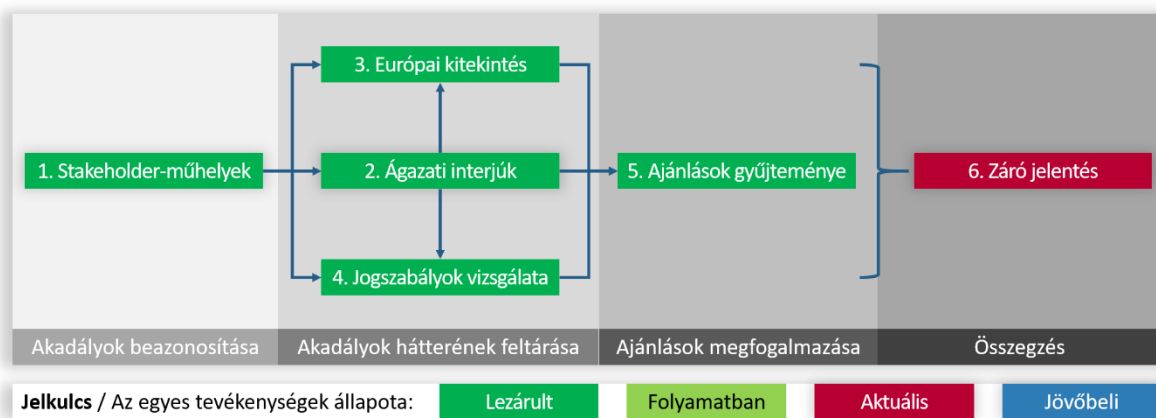 3. Európai kitekintés
1. Stakeholder-műhelyek
2. Ágazati interjúk
5. Ajánlások gyűjteménye
6. Záró jelentés
4. Jogszabályok vizsgálata
Akadályok beazonosítása
Akadályok hátterének feltárása
Ajánlások megfogalmazása
Összegzés
Jelkulcs / Az egyes tevékenységek állapota:
Lezárult
Folyamatban
Aktuális
Jövőbeli